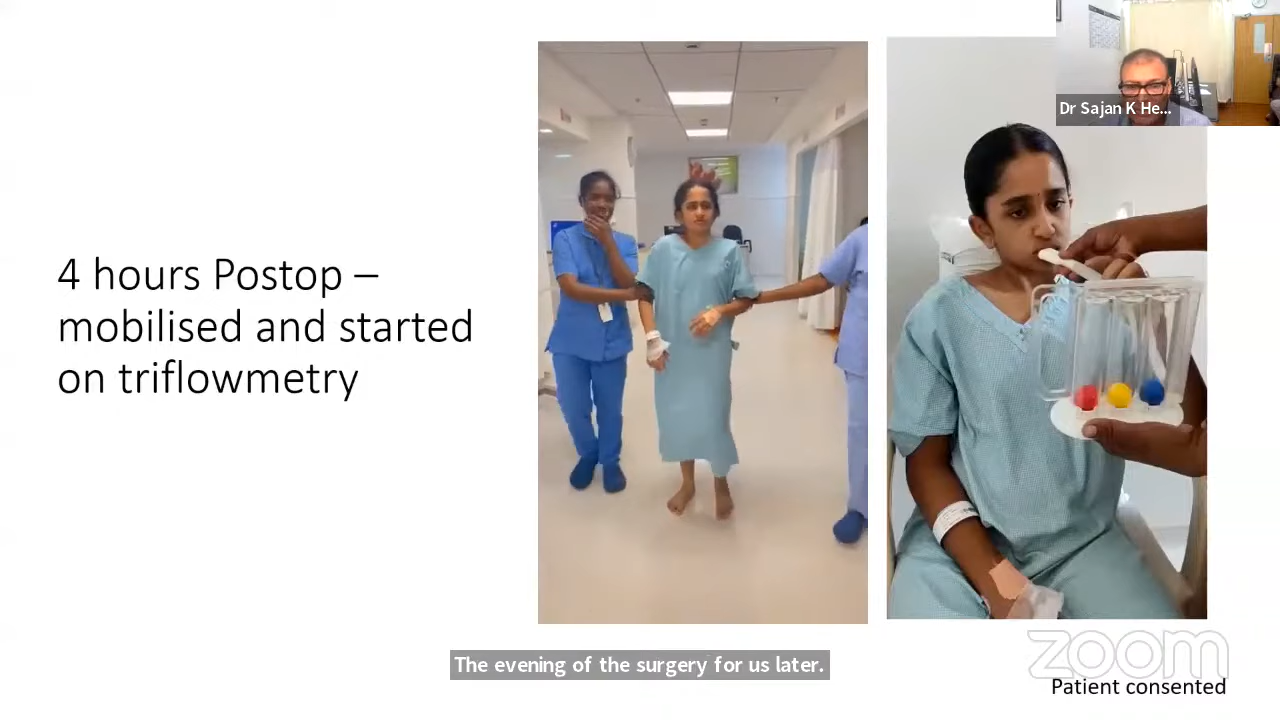 Dr Sajan K He...
4 hours Postop –
mobilised and started
on triflowmetry
The evening of the surgery for us later.
zoom
Patient consented